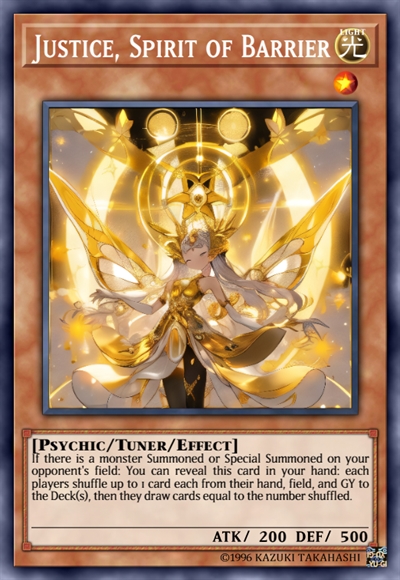 JUSTICE, SPIRIT OF BARRIER
LIGHT
光
[PSYCHIC/TUNER/EFFECT]
If there is a monster Summoned or Special Summoned on your
opponent's field: You can reveal this card in your hand: each
players shuffle up to 1 card each from their hand, field, and GY to
the Deck(s), then they draw cards equal to the number shuffled.
ATK/ 200 DEF/ 500
©1996 KAZUKI TAKAHASHI